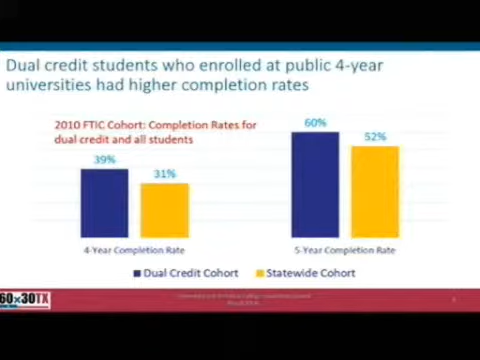 Dual credit students who enrolled at public 4-year
universities had higher completion rates
2010 FTIC Cohort: Completion Rates for
dual credit and all students
39%
31%
60%
52%
4-Year Completion Rate
5-Year Completion Rate
Dual Credit Cohort
Statewide Cohort
60x30TX